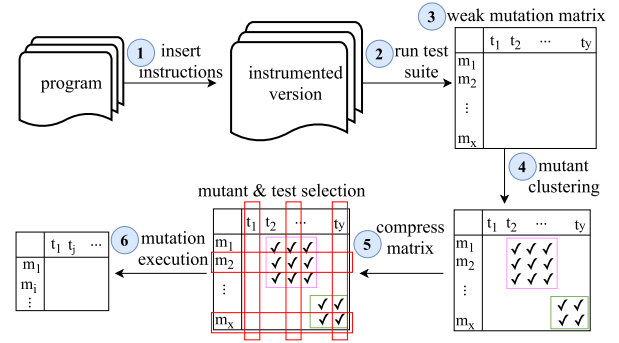 1 insert
instructions
program
instrumented
version
2 run test
suite
3 weak mutation matrix
t1 t2 ... ty
m1
m2
⋮
mx
4 mutant
clustering
t1 t2 ... ty
m1
m2
⋮
mx
✓ ✓ ✓
✓ ✓ ✓
✓ ✓ ✓
✓ ✓
✓ ✓
5 compress
matrix
mutant & test selection
t1 t2 ... ty
m1 ✓ ✓ ✓
m2 ✓ ✓ ✓
✓ ✓ ✓
⋮
✓ ✓
mx ✓ ✓
6 mutation
execution
t1 tj ...
m1
mi
⋮